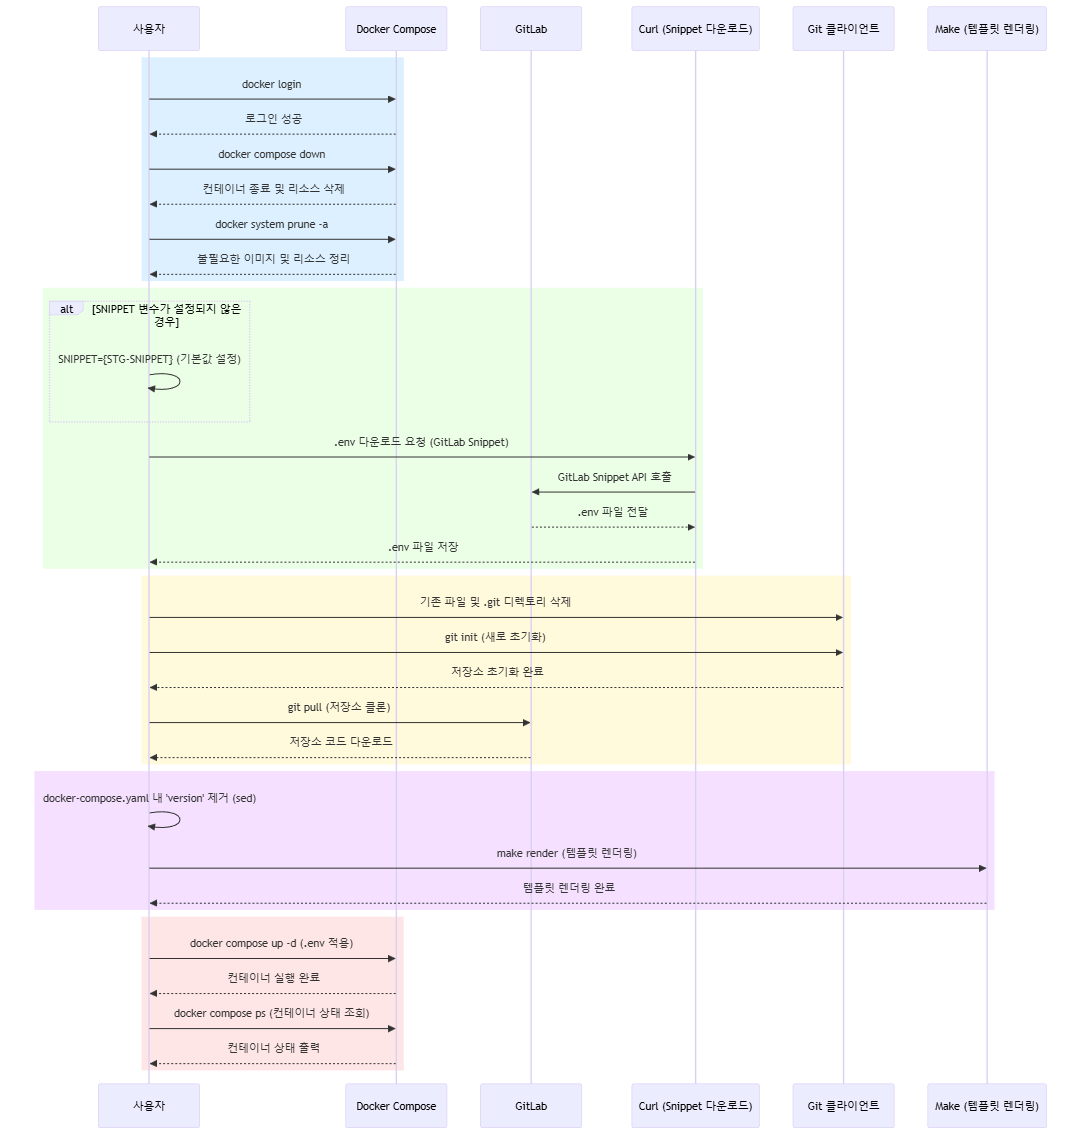 사용자
Docker Compose
GitLab
Curl (Snippet 다운로드)
Git 클라이언트
Make (템플릿 렌더링)
docker login
로그인 성공
docker compose down
컨테이너 종료 및 리소스 삭제
docker system prune -a
불필요한 이미지 및 리소스 정리
alt
[SNIPPET 변수가 설정되지 않은
경우]
SNIPPET={STG-SNIPPET} (기본값 설정)
.env 다운로드 요청 (GitLab Snippet)
GitLab Snippet API 호출
.env 파일 전달
.env 파일 저장
기존 파일 및 .git 디렉토리 삭제
git init (새로 초기화)
저장소 초기화 완료
git pull (저장소 클론)
저장소 코드 다운로드
docker-compose.yaml 내 'version' 제거 (sed)
make render (템플릿 렌더링)
템플릿 렌더링 완료
docker compose up -d (.env 적용)
컨테이너 실행 완료
docker compose ps (컨테이너 상태 조회)
컨테이너 상태 출력
사용자
Docker Compose
GitLab
Curl (Snippet 다운로드)
Git 클라이언트
Make (템플릿 렌더링)